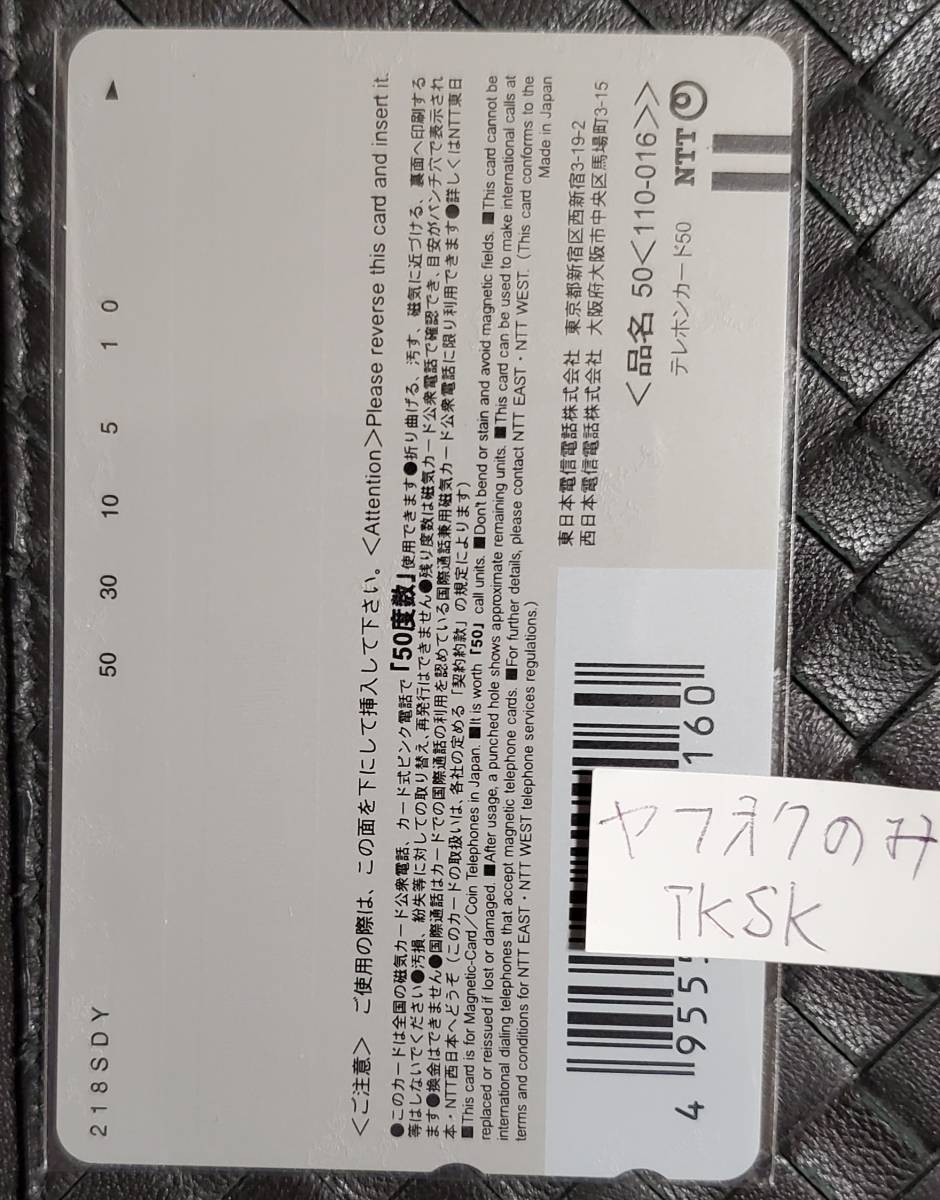 218SDY
50 30 10 5 1 0
<ご注意> ご使用の際は、この面を下にして挿入して下さい。<Attention>Please reverse this card and insert it.
●このカードは全国の磁気カード公衆電話、カード式ピンク電話で「50度数」使用できます●折り曲げる、汚す、磁気に近づける、裏面へ印刷する
等はしないでください●汚損、紛失等に対しての取り替え、再発行はできません●残り度数は磁気カード公衆電話で確認でき、目安がパンチ穴で表示され
ます●換金はできません●国際通話はカードでの国際通話の利用を認めている国際通話兼用磁気カード公衆電話に限り利用できます●詳しくはNTT東日
本・NTT西日本へどうぞ(このカードの取扱いは、各社の定める「契約約款」の規定によります)
■This card is for Magnetic-Card/Coin Telephones in Japan. ■It is worth「50」call units. ■Don't bend or stain and avoid magnetic fields. ■This card cannot be
replaced or reissued if lost or damaged. ■After usage, a punched hole shows approximate remaining units. ■This card can be used to make international calls at
international dialing telephones that accept magnetic telephone cards. ■For further details, please contact NTT EAST・NTT WEST. (This card conforms to the
terms and conditions for NTT EAST・NTT WEST telephone services regulations.)
Made in Japan
東日本電信電話株式会社 東京都新宿区西新宿3-19-2
西日本電信電話株式会社 大阪府大阪市中央区馬場町3-15
<品名 50<110-016>>
テレホンカード50 NTT
4 955 160
ヤフオクのみ
TKSK